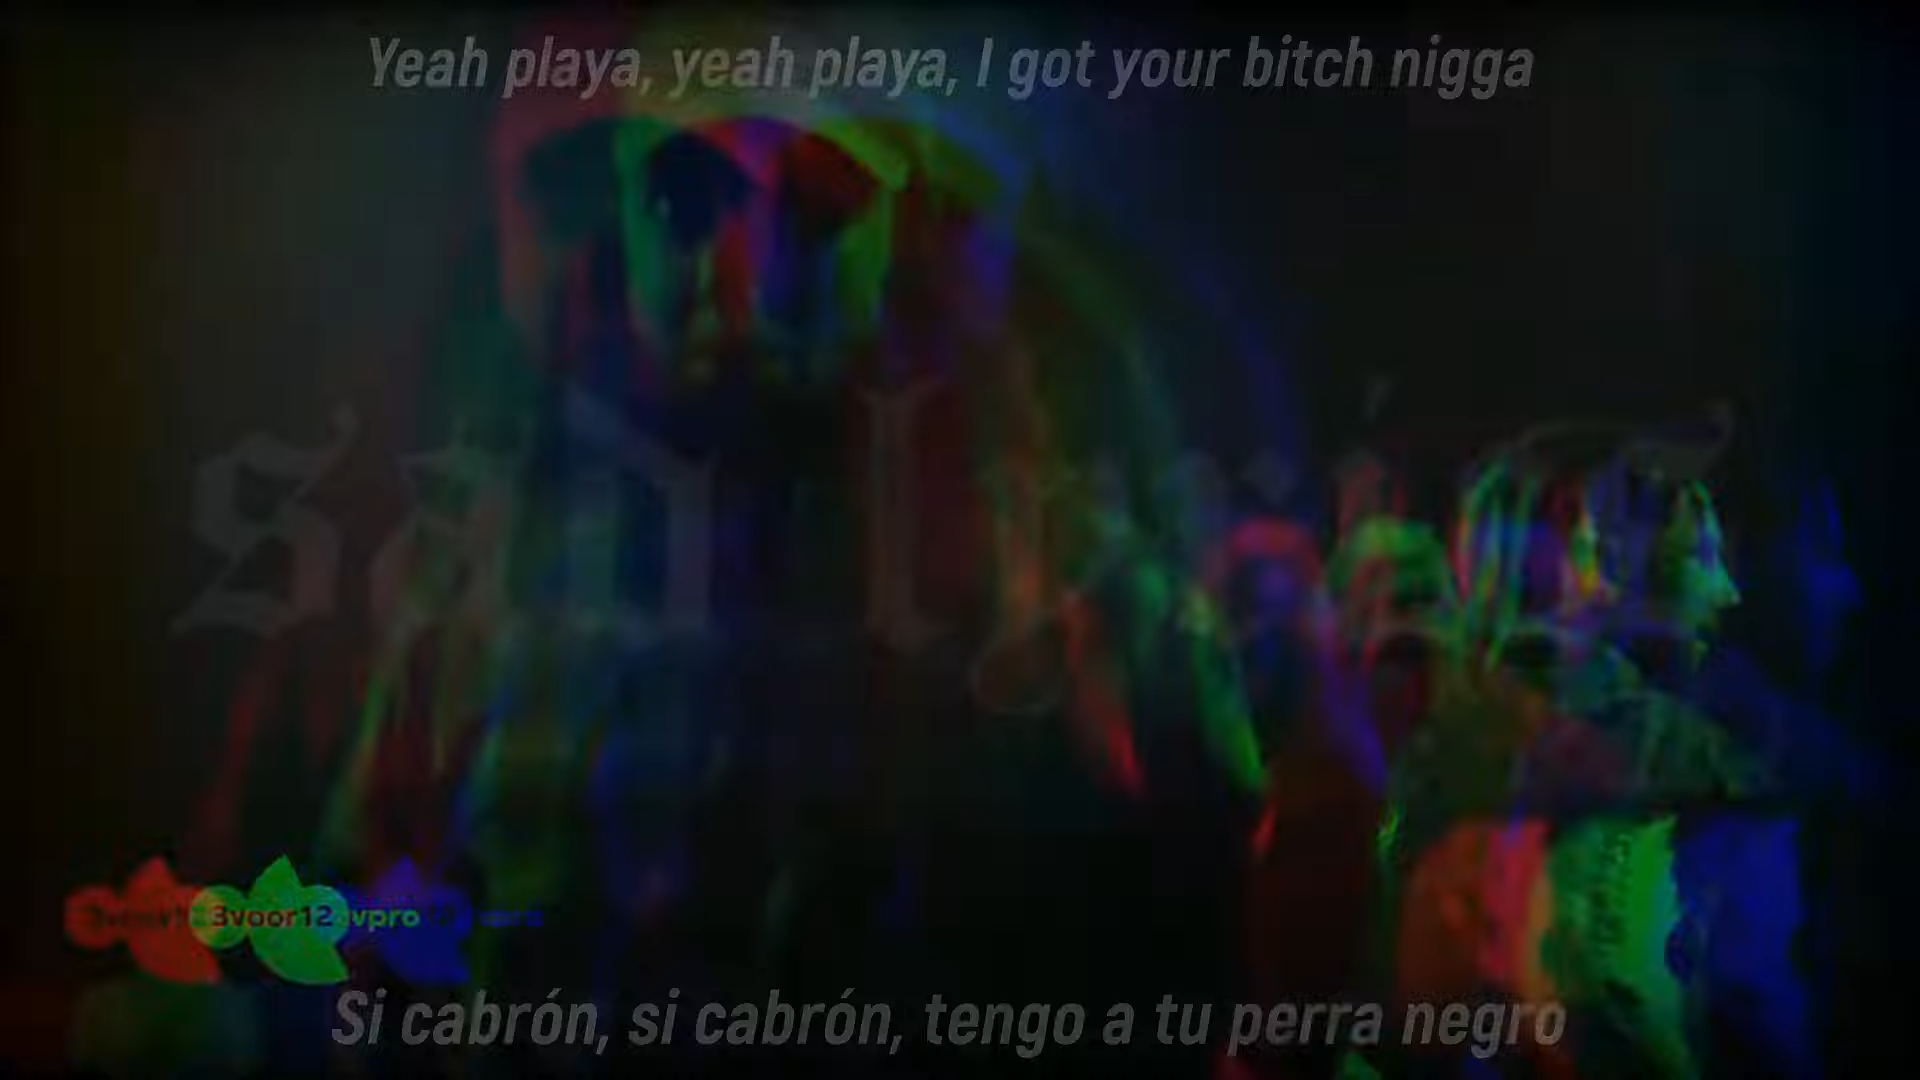 Yeah playa, yeah playa, I got your bitch nigga
3voor12 vpro
Si cabrón, si cabrón, tengo a tu perra negro